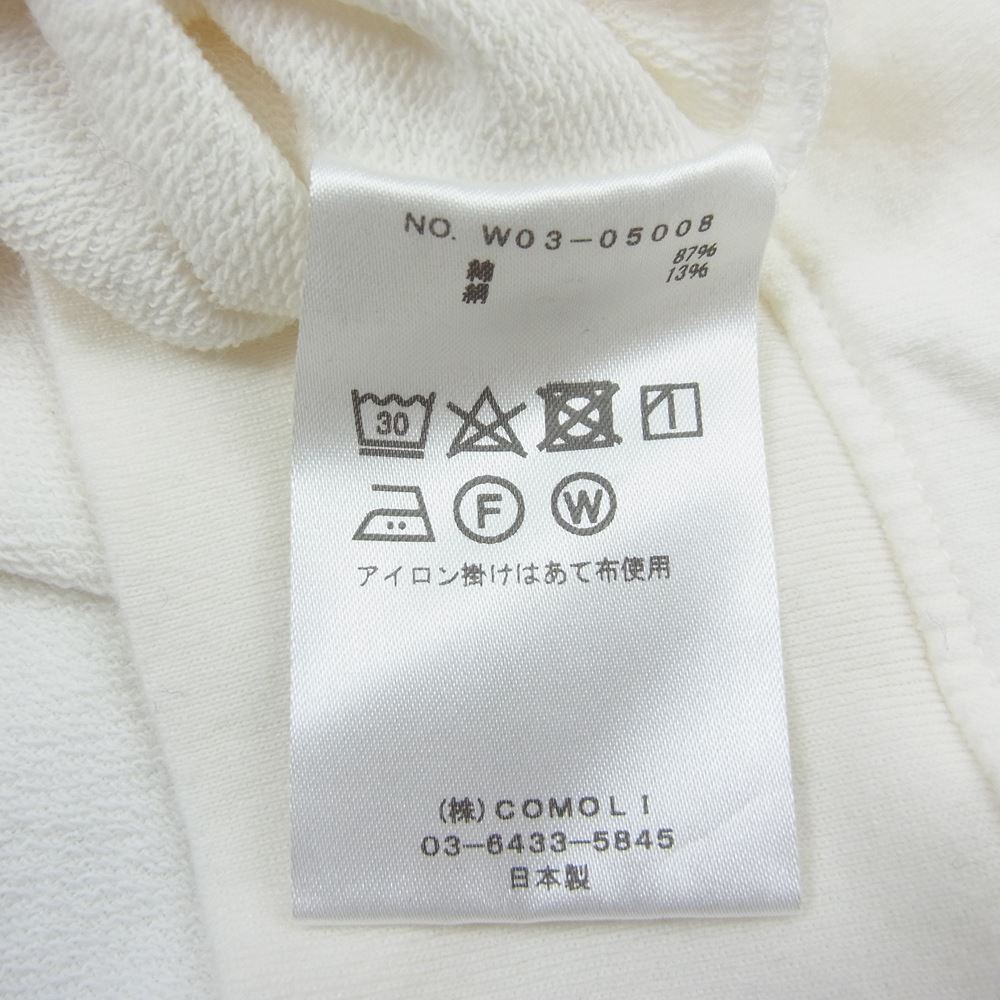 NO. W03-05008
綿 87%
絹 13%
30
F W
アイロン掛けはあて布使用
(株)COMOLI
03-6433-5845
日本製